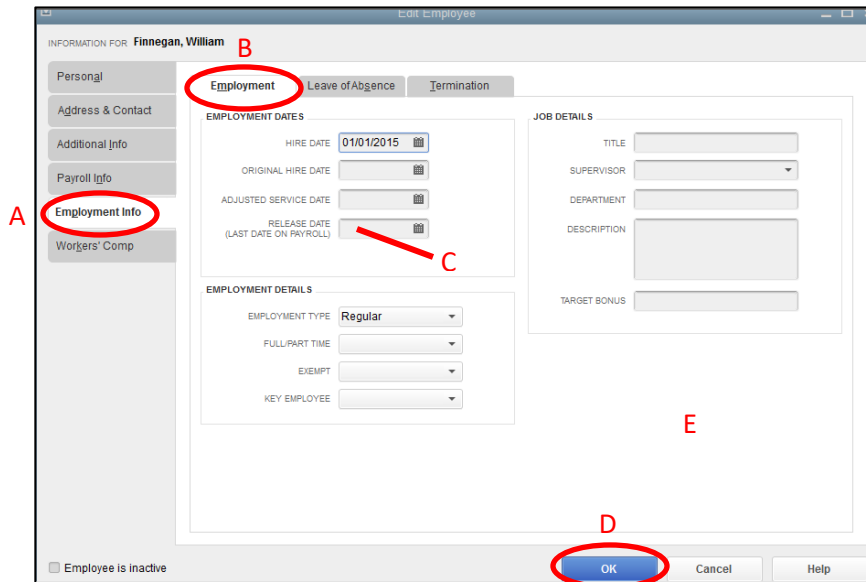 Edit Employee
INFORMATION FOR Finnegan, William
B
Personal
Address & Contact
Additional Info
Payroll Info
A
Employment Info
Workers' Comp
Employment
Leave of Absence
Termination
EMPLOYMENT DATES
HIRE DATE 01/01/2015
ORIGINAL HIRE DATE
ADJUSTED SERVICE DATE
RELEASE DATE
(LAST DATE ON PAYROLL)
C
EMPLOYMENT DETAILS
EMPLOYMENT TYPE Regular
FULL/PART TIME
EXEMPT
KEY EMPLOYEE
JOB DETAILS
TITLE
SUPERVISOR
DEPARTMENT
DESCRIPTION
TARGET BONUS
E
D
Employee is inactive
OK
Cancel
Help